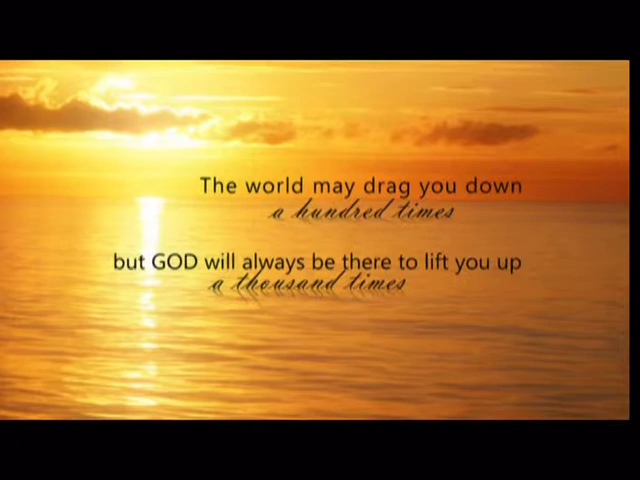 The world may drag you down
a hundred times
but GOD will always be there to lift you up
a thousand times